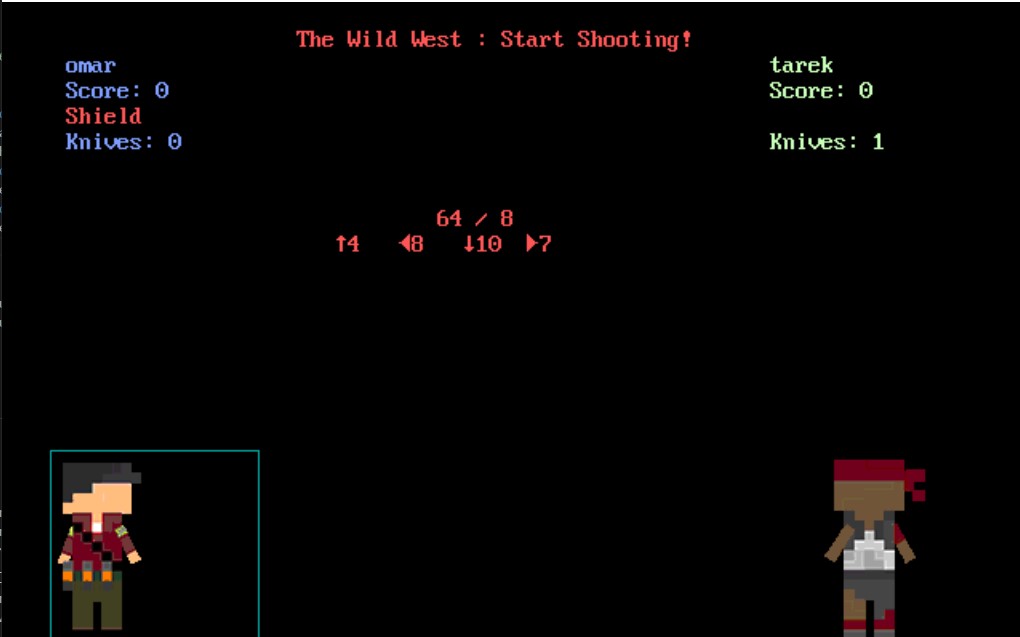 The Wild West : Start Shooting!
omar
Score: 0
Shield
Knives: 0
tarek
Score: 0
Knives: 1
64 / 8
↑4 ◄8 ↓10 ►7